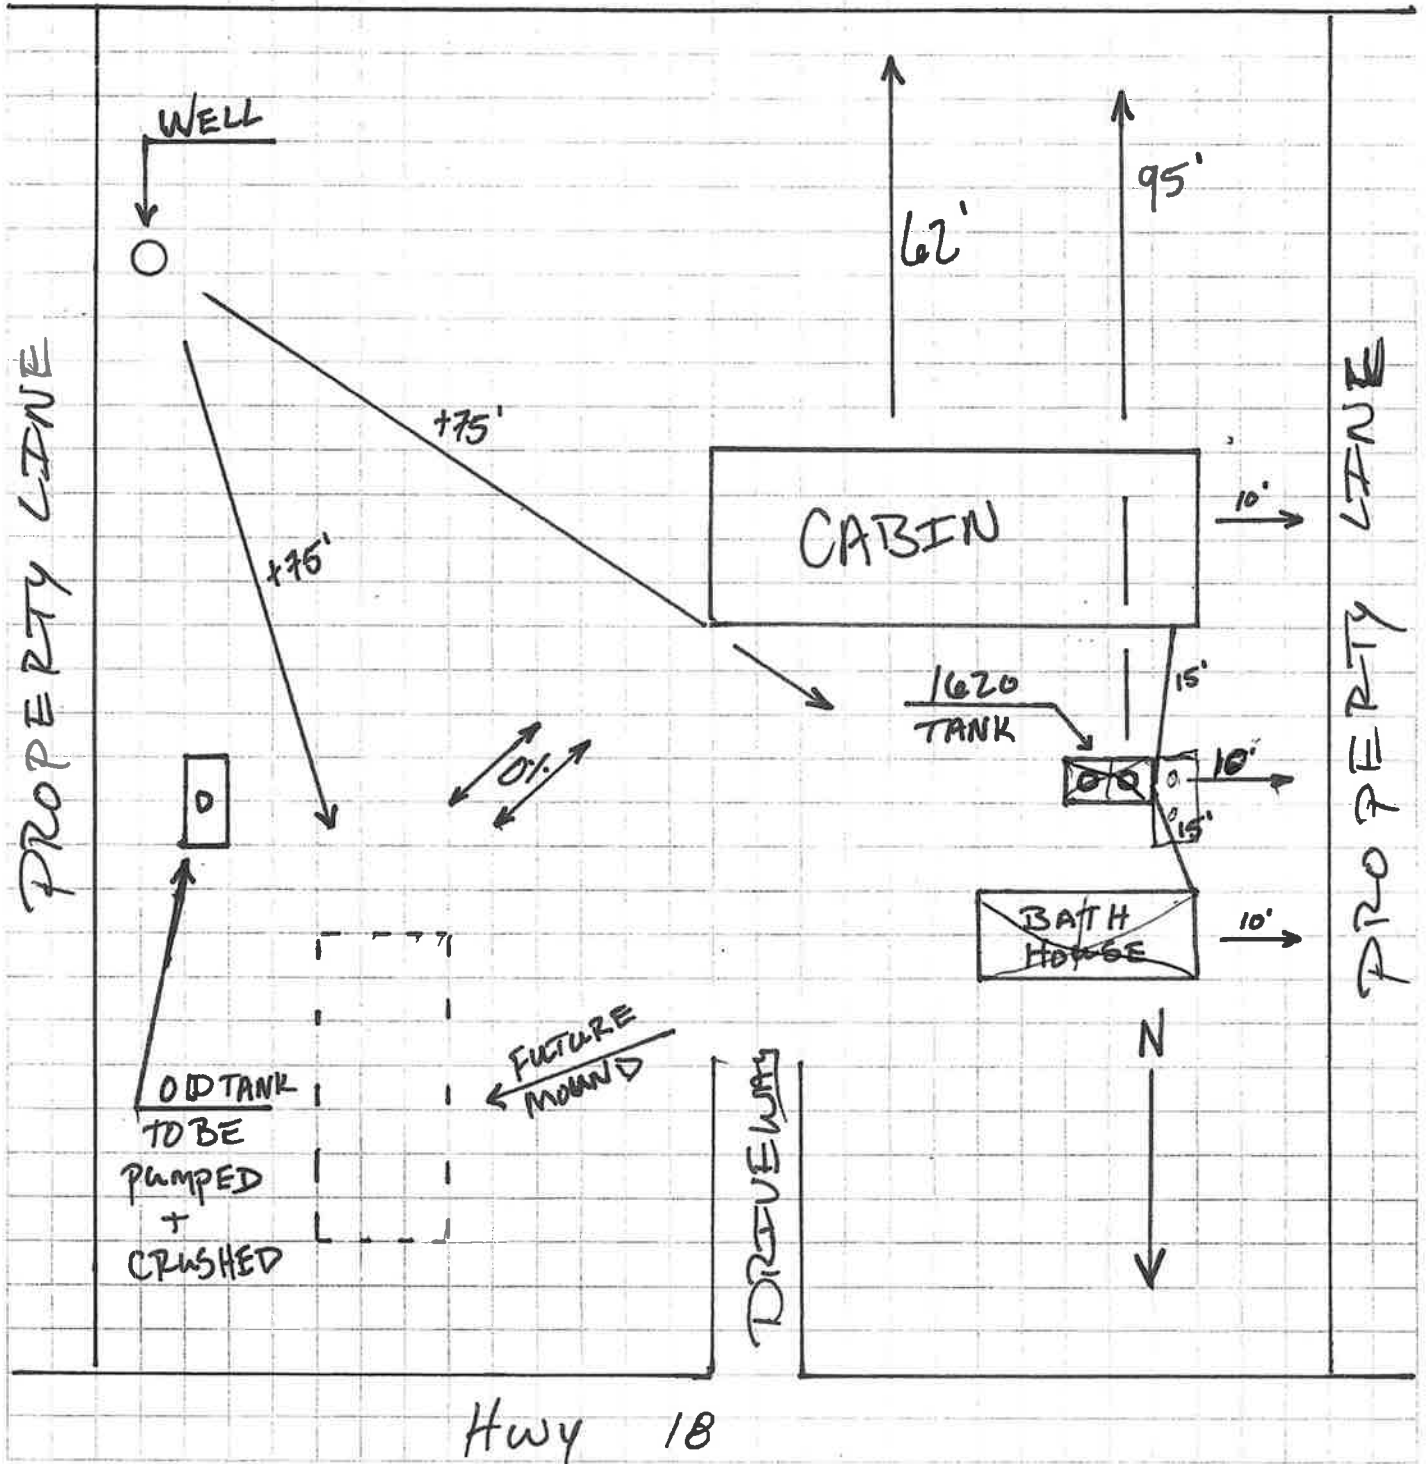 WELL
62'
95'
PROPERTY LINE
+75'
+75'
CABIN
10'
PROPERTY LINE
15'
1620
TANK
0%
10'
15'
BATH
HOUSE
10'
N
FUTURE
MOUND
OLD TANK
TO BE
PUMPED
+
CRUSHED
DRIVEWAY
Hwy 18